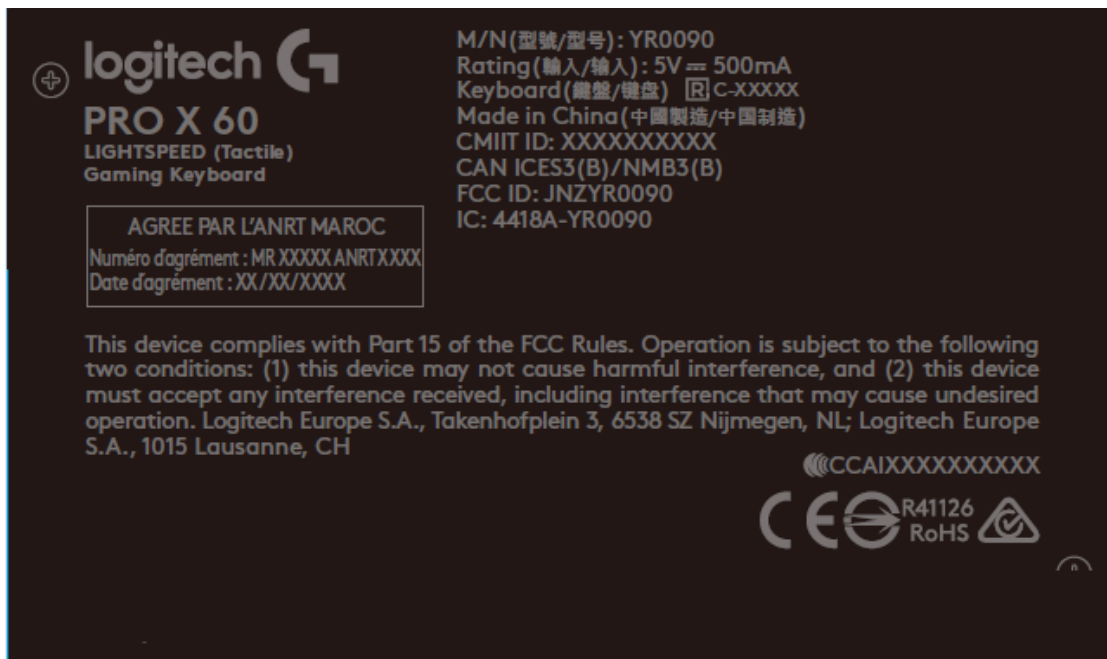 logitech G
PRO X 60
LIGHTSPEED (Tactile)
Gaming Keyboard
AGREE PAR L'ANRT MAROC
Numéro d'agrément : MR XXXXX ANRT XXXX
Date d'agrément : XX/XX/XXXX
M/N(型號/型号): YR0090
Rating(輸入/输入): 5V ⎓ 500mA
Keyboard(鍵盤/键盘) R C-XXXXX
Made in China(中國製造/中国制造)
CMIIT ID: XXXXXXXXXX
CAN ICES3(B)/NMB3(B)
FCC ID: JNZYR0090
IC: 4418A-YR0090
This device complies with Part 15 of the FCC Rules. Operation is subject to the following
two conditions: (1) this device may not cause harmful interference, and (2) this device
must accept any interference received, including interference that may cause undesired
operation. Logitech Europe S.A., Takenhofplein 3, 6538 SZ Nijmegen, NL; Logitech Europe
S.A., 1015 Lausanne, CH
CCAIXXXXXXXXXX
CE R41126
RoHS